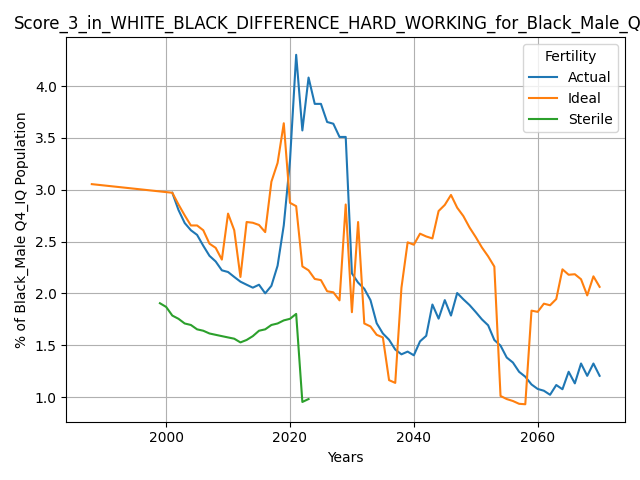 Score_3_in_WHITE_BLACK_DIFFERENCE_HARD_WORKING_for_Black_Male_Q
Fertility
Actual
Ideal
Sterile
% of Black_Male Q4_IQ Population
4.0
3.5
3.0
2.5
2.0
1.5
1.0
2000
2020
2040
2060
Years